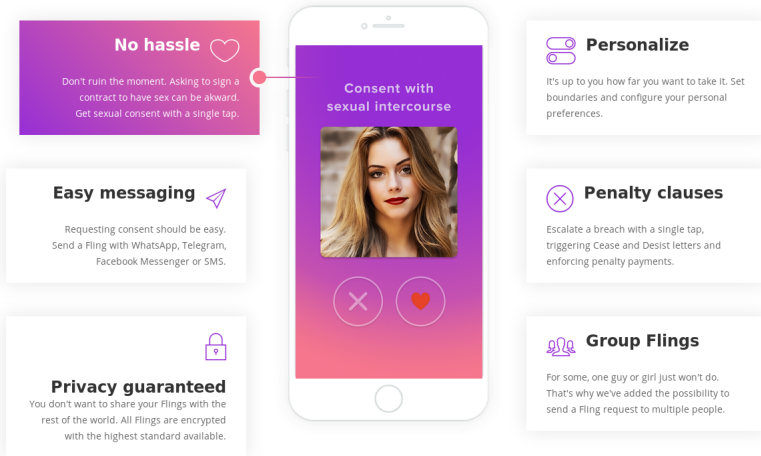 No hassle
Don't ruin the moment. Asking to sign a
contract to have sex can be akward.
Get sexual consent with a single tap.
Easy messaging
Requesting consent should be easy.
Send a Fling with WhatsApp, Telegram,
Facebook Messenger or SMS.
Privacy guaranteed
You don't want to share your Flings with the
rest of the world. All Flings are encrypted
with the highest standard available.
Consent with
sexual intercourse
Personalize
It's up to you how far you want to take it. Set
boundaries and configure your personal
preferences.
Penalty clauses
Escalate a breach with a single tap,
triggering Cease and Desist letters and
enforcing penalty payments.
Group Flings
For some, one guy or girl just won't do.
That's why we've added the possibility to
send a Fling request to multiple people.